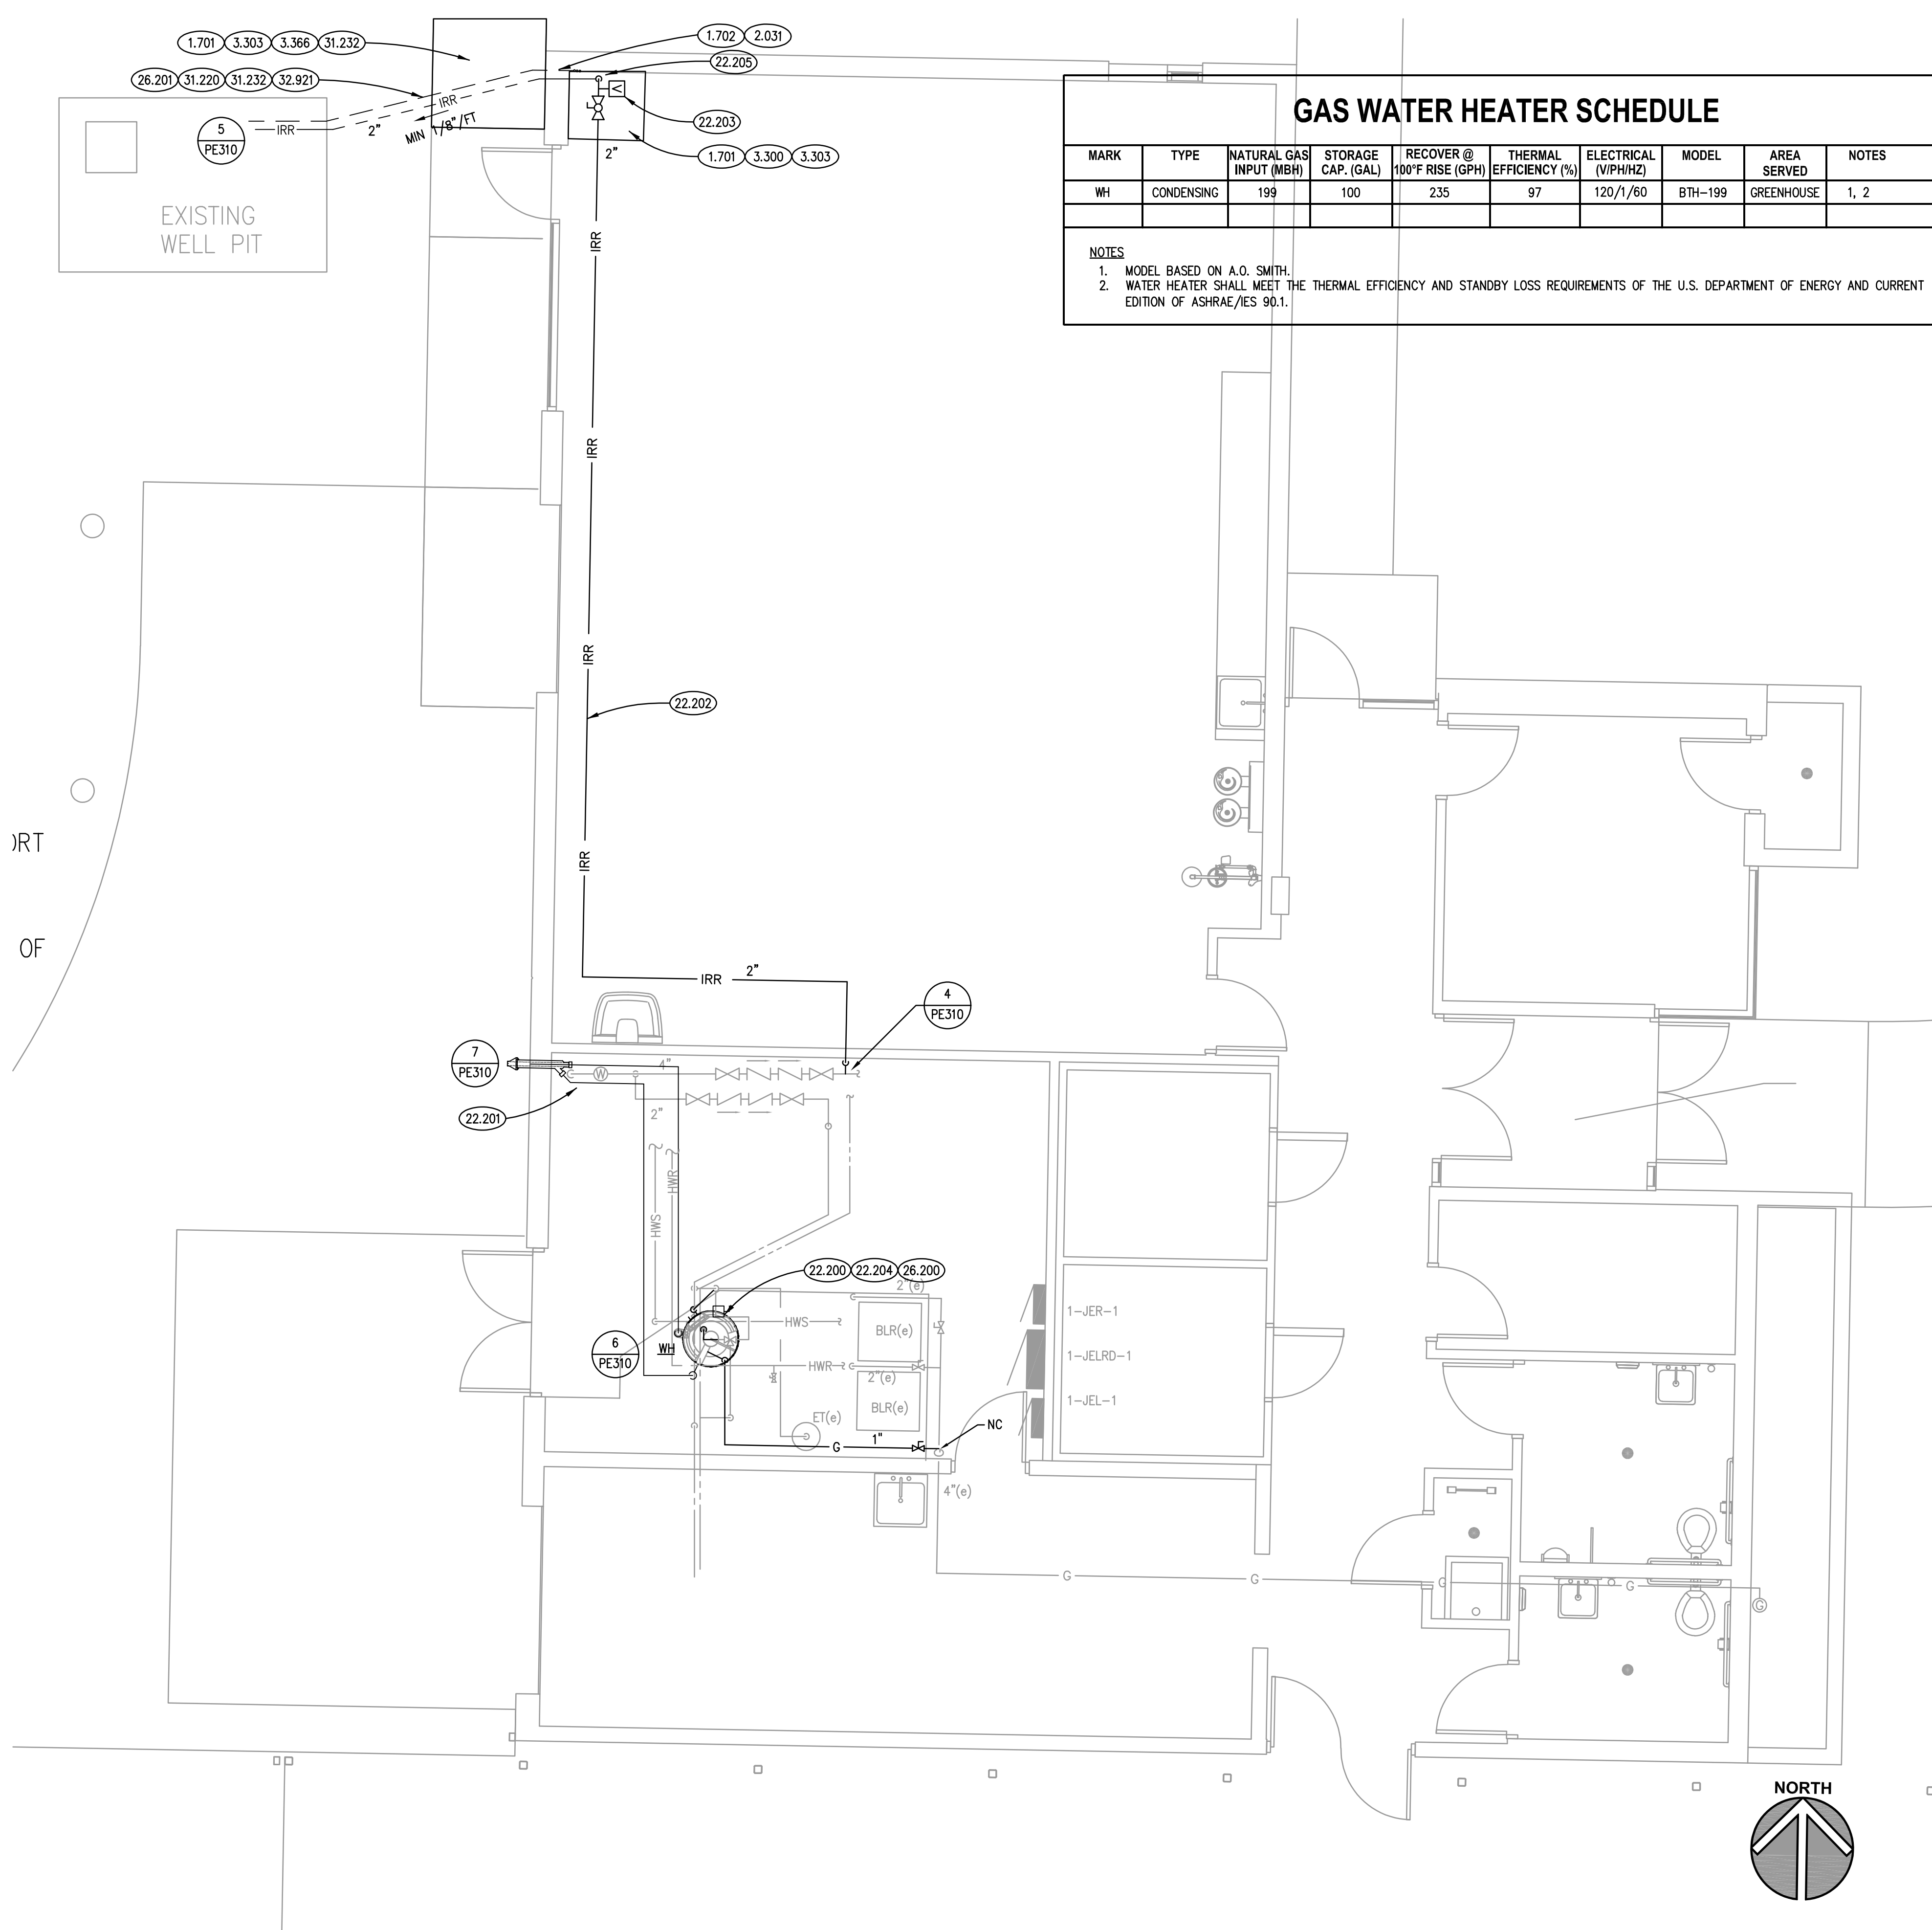 1.701 3.303 3.366 31.232
1.702 2.031
22.205
26.201 31.220 31.232 32.921
IRR
5
PE310
IRR
2"
MIN 1/8"/FT
22.203
2"
1.701 3.300 3.303
EXISTING
WELL PIT
GAS WATER HEATER SCHEDULE
MARK TYPE NATURAL GAS INPUT (MBH) STORAGE CAP. (GAL) RECOVER @ 100°F RISE (GPH) THERMAL EFFICIENCY (%) ELECTRICAL (V/PH/HZ) MODEL AREA SERVED NOTES
WH CONDENSING 199 100 235 97 120/1/60 BTH-199 GREENHOUSE 1, 2
NOTES
1. MODEL BASED ON A.O. SMITH.
2. WATER HEATER SHALL MEET THE THERMAL EFFICIENCY AND STANDBY LOSS REQUIREMENTS OF THE U.S. DEPARTMENT OF ENERGY AND CURRENT
EDITION OF ASHRAE/IES 90.1.
IRR
IRR
IRR
22.202
IRR
)RT
OF
IRR 2"
4
PE310
7
PE310
4"
W
22.201
2"
HWR
HWS
22.200 22.204 26.200
2"(e)
HWS
BLR(e)
6
PE310
WH
HWR
2"(e)
BLR(e)
ET(e)
G 1"
NC
4"(e)
1-JER-1
1-JELRD-1
1-JEL-1
G
G
G
G
G
NORTH